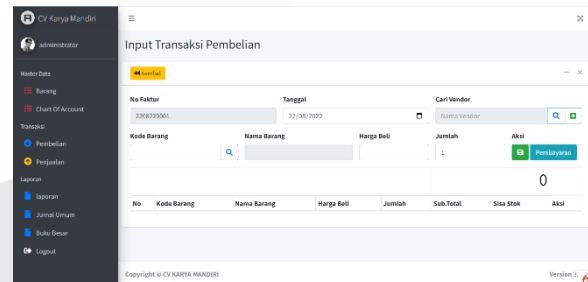 CV Karya Mandiri
administrator
Master Data
Barang
Chart Of Account
Transaksi
Pembelian
Penjualan
Laporan
laporan
Jurnal Umum
Buku Besar
Logout
Input Transaksi Pembelian
Kembali
No Faktur Tanggal Cari Vendor
2208220001 22/08/2022 Nama Vendor
Kode Barang Nama Barang Harga Beli Jumlah Aksi
1 Pembayaran
0
No Kode Barang Nama Barang Harga Beli Jumlah Sub.Total Sisa Stok Aksi
Copyright © CV KARYA MANDIRI Version 3.